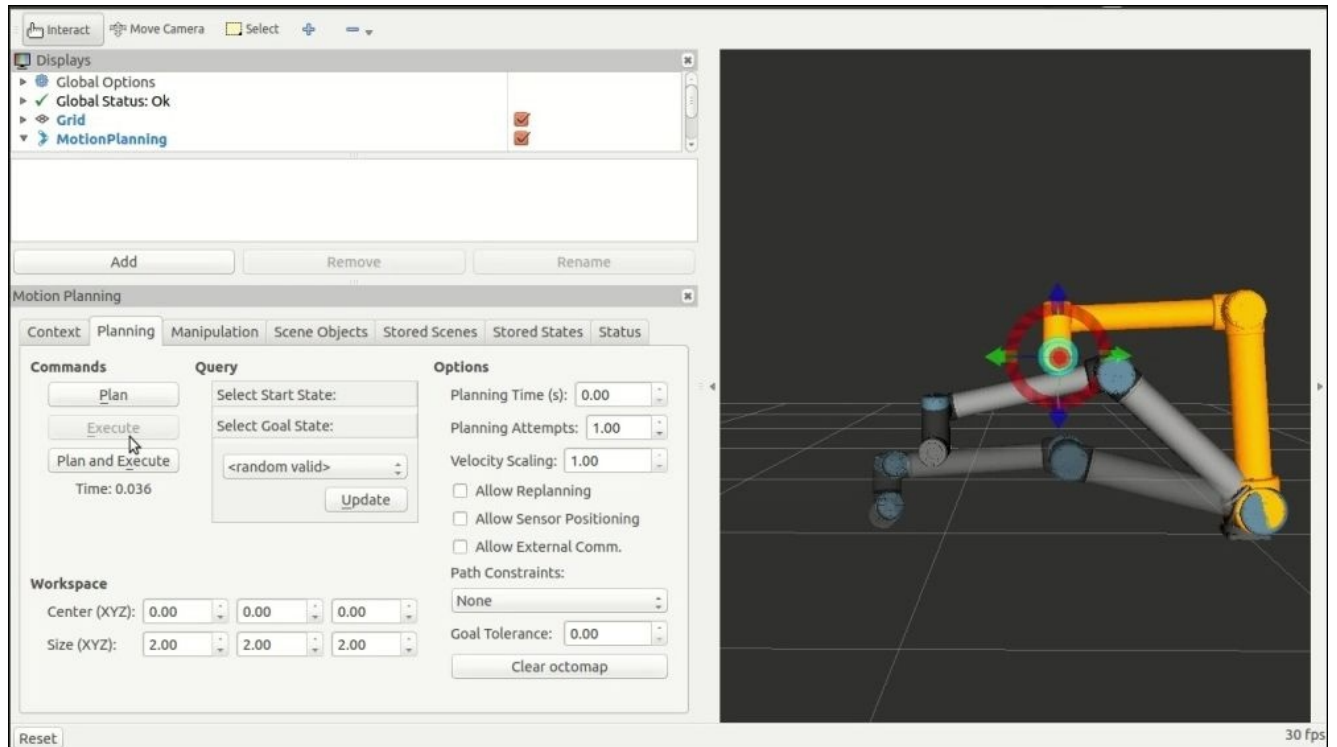 Interact Move Camera Select
Displays
Global Options
Global Status: Ok
Grid
MotionPlanning
Add Remove Rename
Motion Planning
Context Planning Manipulation Scene Objects Stored Scenes Stored States Status
Commands Query Options
Plan Select Start State: Planning Time (s): 0.00
Execute Select Goal State: Planning Attempts: 1.00
Plan and Execute <random valid> Velocity Scaling: 1.00
Time: 0.036 Update Allow Replanning
Allow Sensor Positioning
Allow External Comm.
Workspace Path Constraints:
Center (XYZ): 0.00 0.00 0.00 None
Size (XYZ): 2.00 2.00 2.00 Goal Tolerance: 0.00
Clear octomap
Reset 30 fps